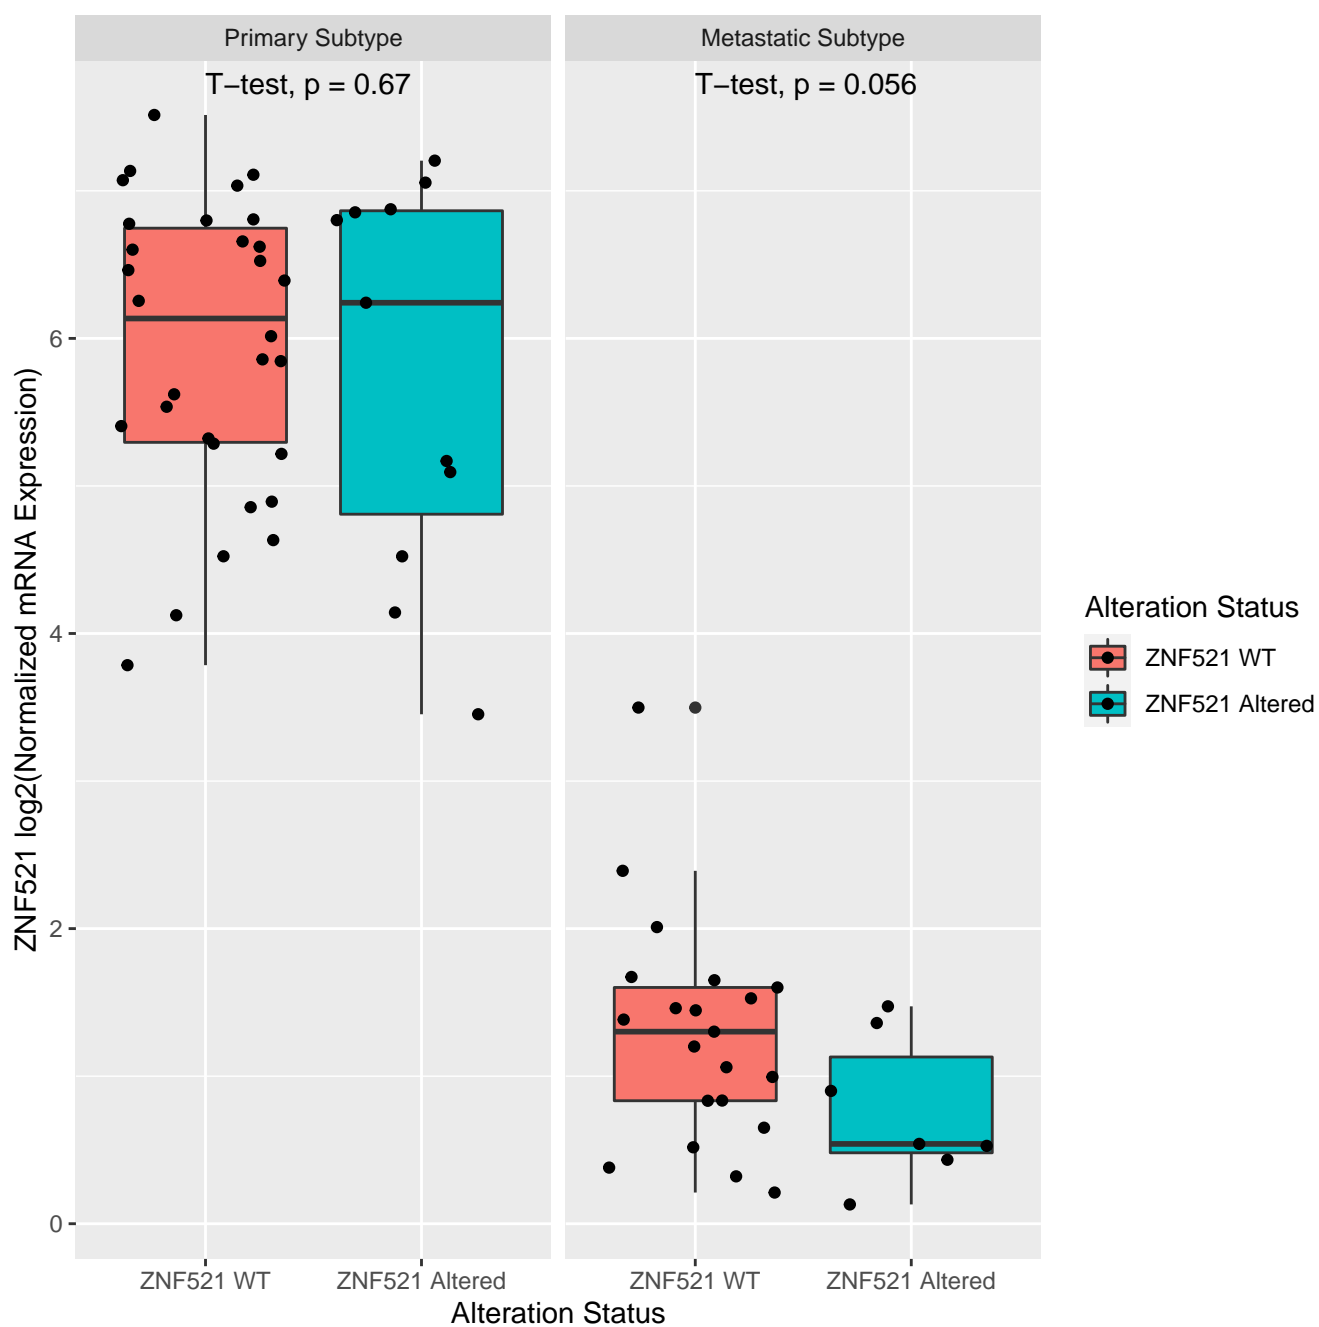 Primary Subtype
Metastatic Subtype
T−test, p = 0.67
T−test, p = 0.056
ZNF521 log2(Normalized mRNA Expression)
6
4
2
0
ZNF521 WT
ZNF521 Altered
ZNF521 WT
ZNF521 Altered
Alteration Status
Alteration Status
ZNF521 WT
ZNF521 Altered